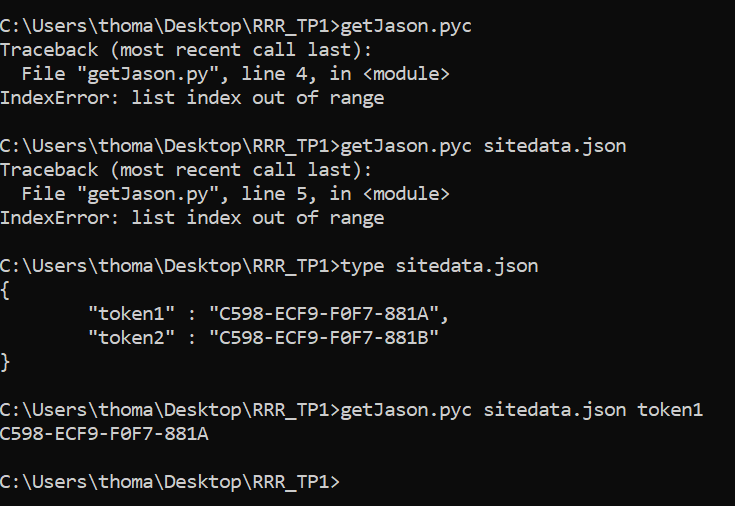 C:\Users\thoma\Desktop\RRR_TP1>getJason.pyc
Traceback (most recent call last):
  File "getJason.py", line 4, in <module>
IndexError: list index out of range
C:\Users\thoma\Desktop\RRR_TP1>getJason.pyc sitedata.json
Traceback (most recent call last):
  File "getJason.py", line 5, in <module>
IndexError: list index out of range
C:\Users\thoma\Desktop\RRR_TP1>type sitedata.json
{
        "token1" : "C598-ECF9-F0F7-881A",
        "token2" : "C598-ECF9-F0F7-881B"
}
C:\Users\thoma\Desktop\RRR_TP1>getJason.pyc sitedata.json token1
C598-ECF9-F0F7-881A
C:\Users\thoma\Desktop\RRR_TP1>